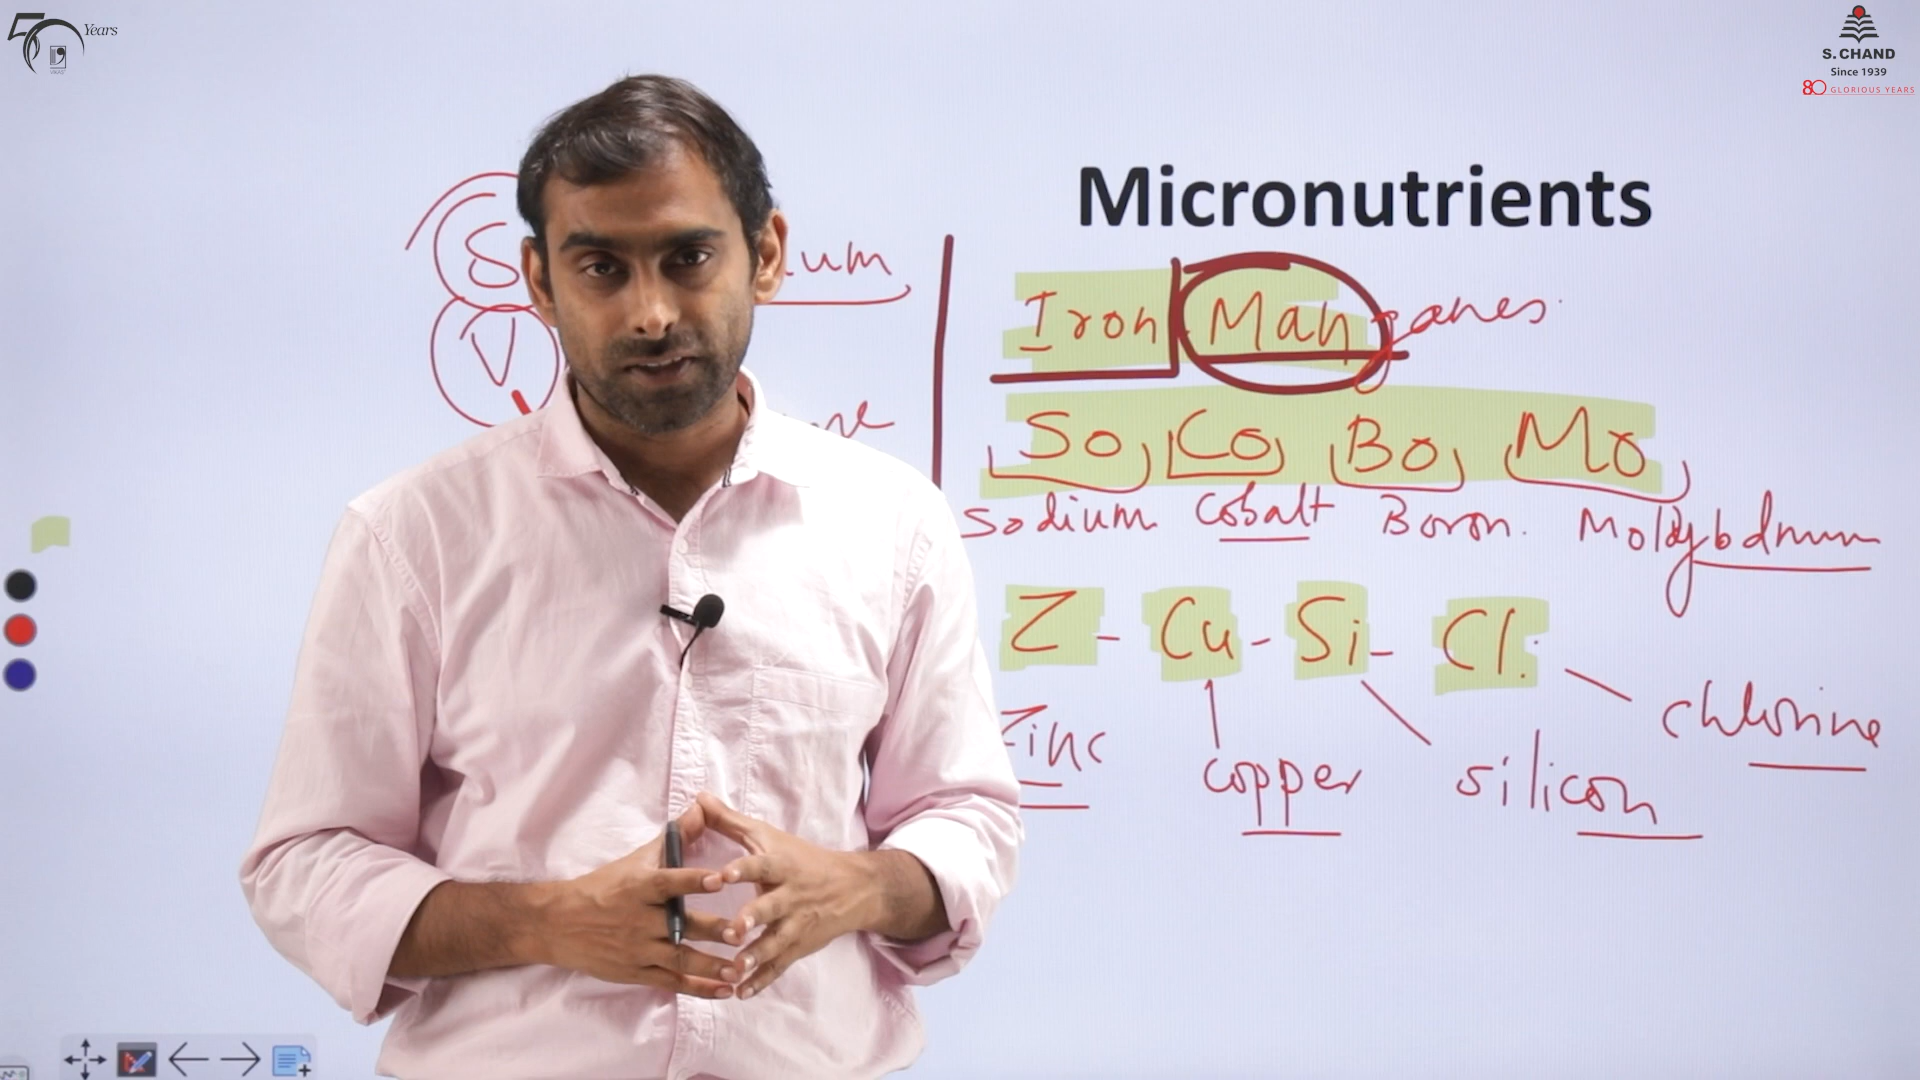 50 Years
S. CHAND
Since 1939
80 GLORIOUS YEARS
Micronutrients
Iron Manganes
So Co Bo Mo
Sodium Cobalt Boron. Molybdnum
Z - Cu - Si - Cl.
Zinc copper silicon chlorine
V